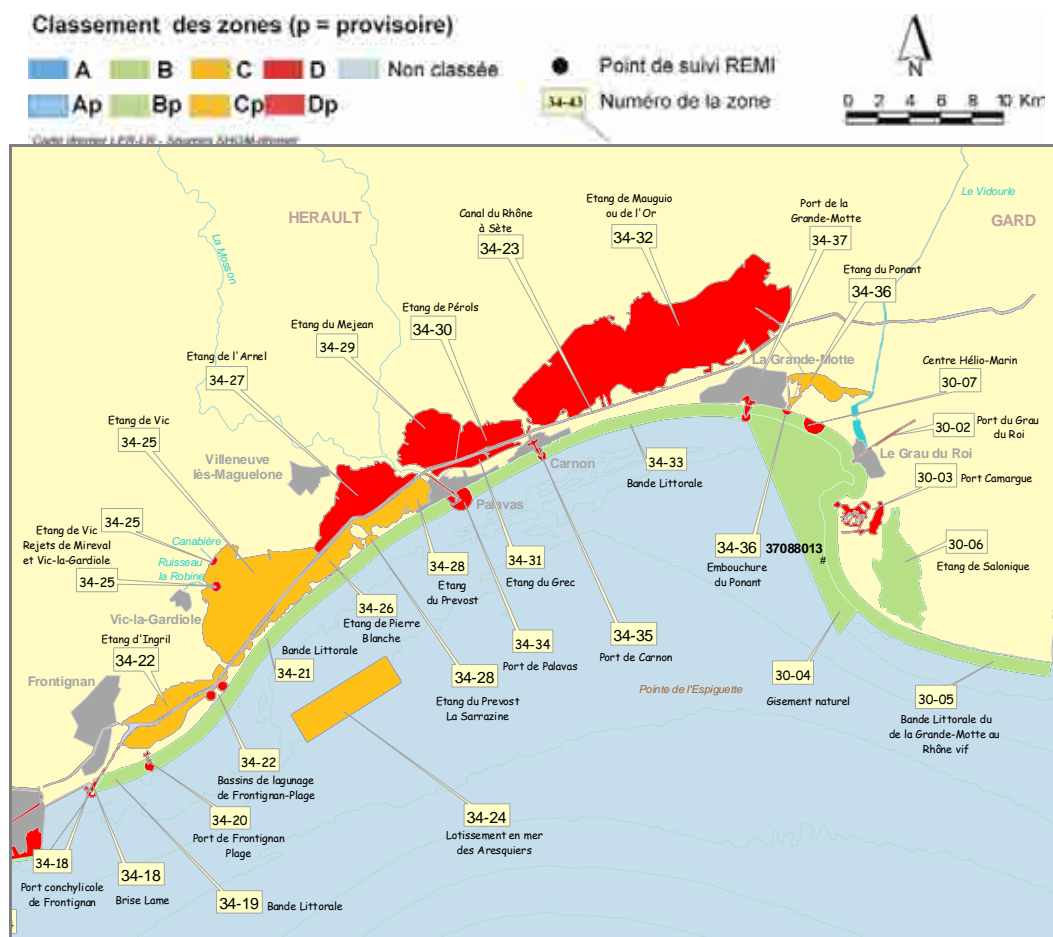 Classement des zones (p = provisoire)
A B C D Non classée
Ap Bp Cp Dp
Point de suivi REMI
34-43 Numéro de la zone
N
0 2 4 6 8 10 Km
HERAULT
GARD
La Mosson
Le Vidourle
Canal du Rhône
à Sète
34-23
Etang de Mauguio
ou de l'Or
34-32
Port de la
Grande-Motte
34-37
Etang du Ponant
34-36
Etang de Pérols
34-30
Etang du Mejean
34-29
Etang de l'Arnel
34-27
La Grande-Motte
Centre Hélio-Marin
30-07
30-02
Port du Grau
du Roi
Le Grau du Roi
Etang de Vic
34-25
Villeneuve
lès-Maguelone
Carnon
34-33
Bande Littorale
30-03
Port Camargue
Palavas
Etang de Vic
Rejets de Mireval
et Vic-la-Gardiole
34-25
Canabière
Ruisseau
la Robine
34-25
34-28
Etang
du Prevost
34-31
Etang du Grec
34-36
Embouchure
du Ponant
37088013
#
30-06
Etang de Salonique
Vic-la-Gardiole
34-26
Etang de Pierre
Blanche
34-34
Port de Palavas
34-35
Port de Carnon
Etang d'Ingril
34-22
Bande Littorale
34-21
34-28
Etang du Prevost
La Sarrazine
Pointe de l'Espiguette
30-04
Gisement naturel
30-05
Bande Littorale du
de la Grande-Motte au
Rhône vif
Frontignan
34-22
Bassins de lagunage
de Frontignan-Plage
34-20
Port de Frontignan
Plage
34-24
Lotissement en mer
des Aresquiers
34-18
Port conchylicole
de Frontignan
34-18
Brise Lame
34-19
Bande Littorale